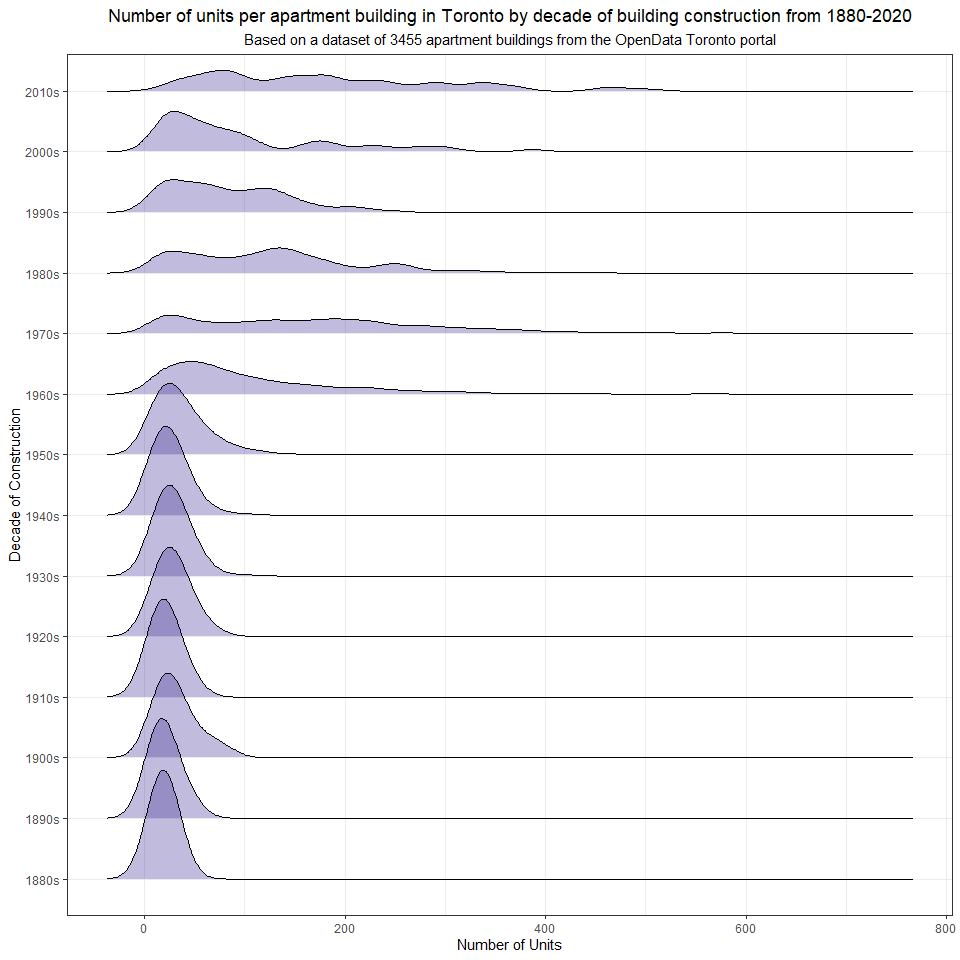 Number of units per apartment building in Toronto by decade of building construction from 1880-2020
Based on a dataset of 3455 apartment buildings from the OpenData Toronto portal
Decade of Construction
2010s
2000s
1990s
1980s
1970s
1960s
1950s
1940s
1930s
1920s
1910s
1900s
1890s
1880s
0
200
400
600
800
Number of Units